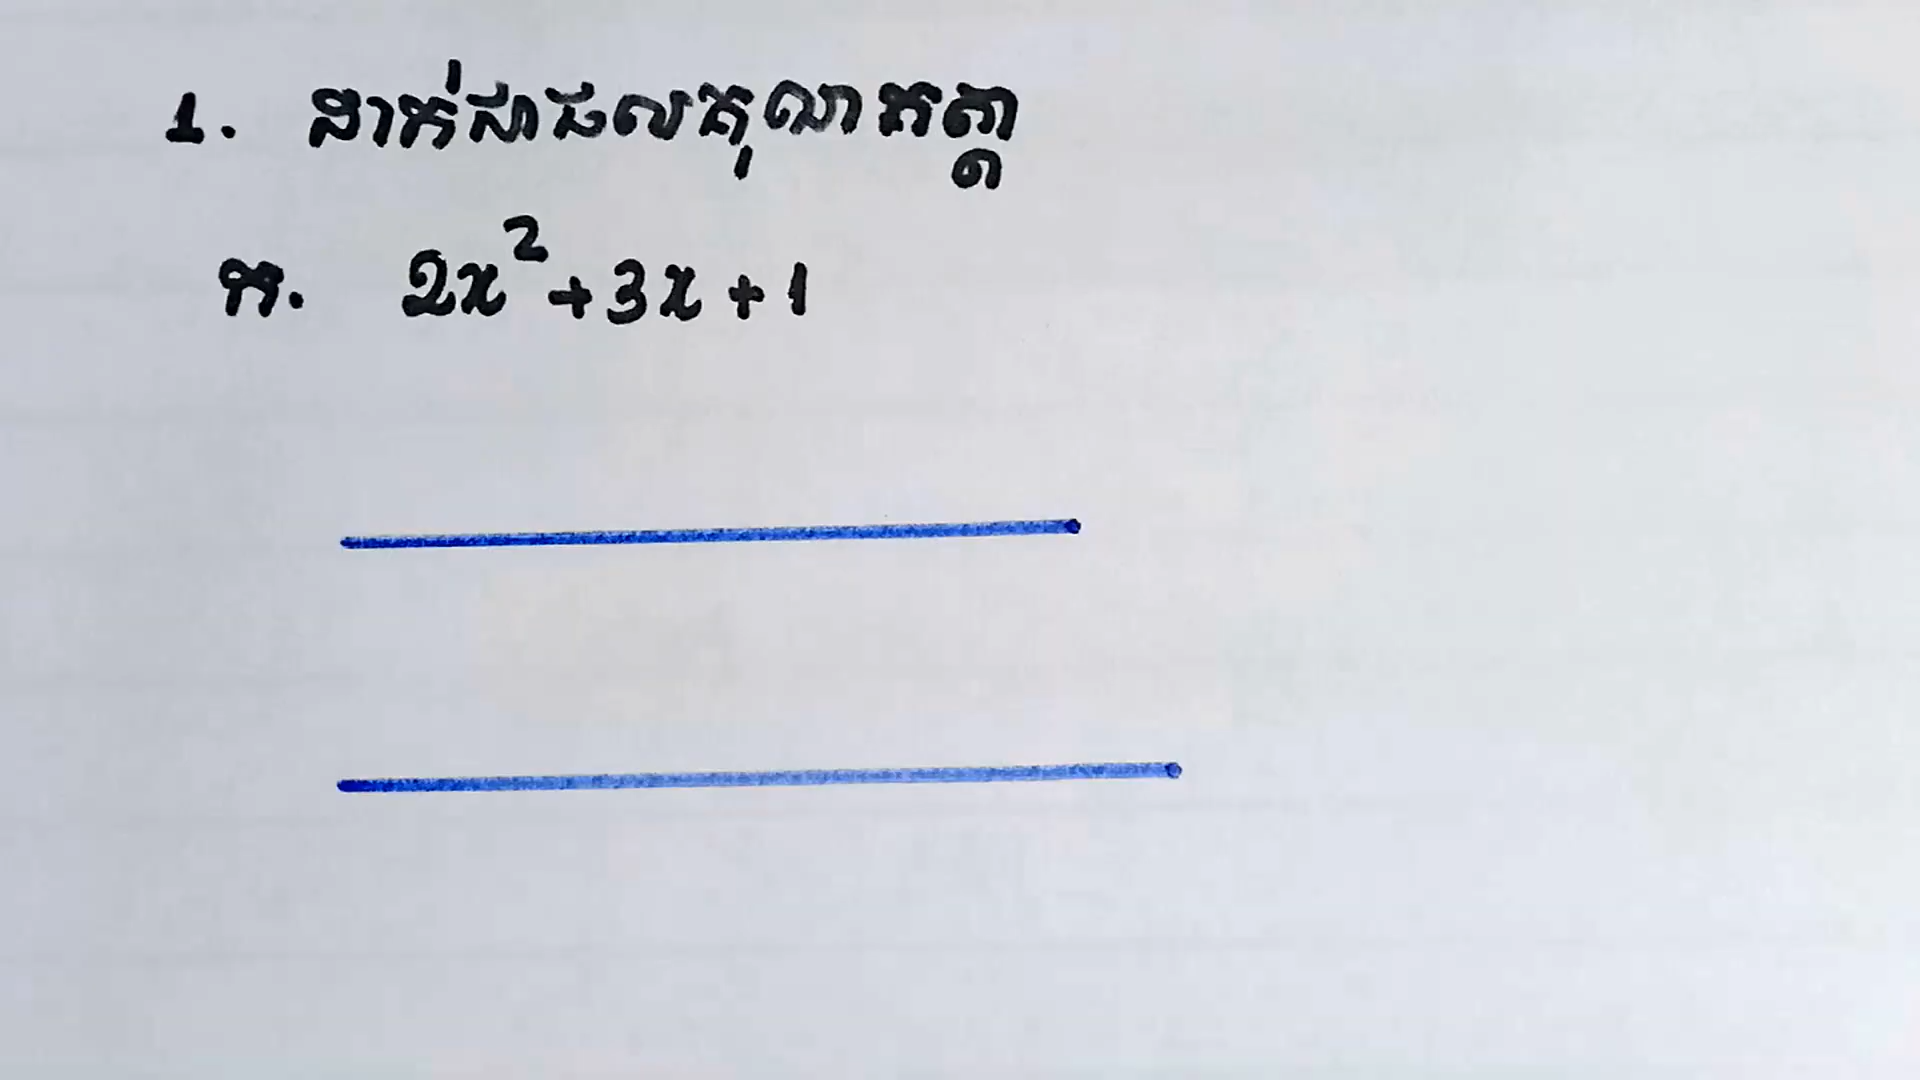 1. ដាក់ជាផលគុណកត្តា
ក. 2x² + 3x + 1